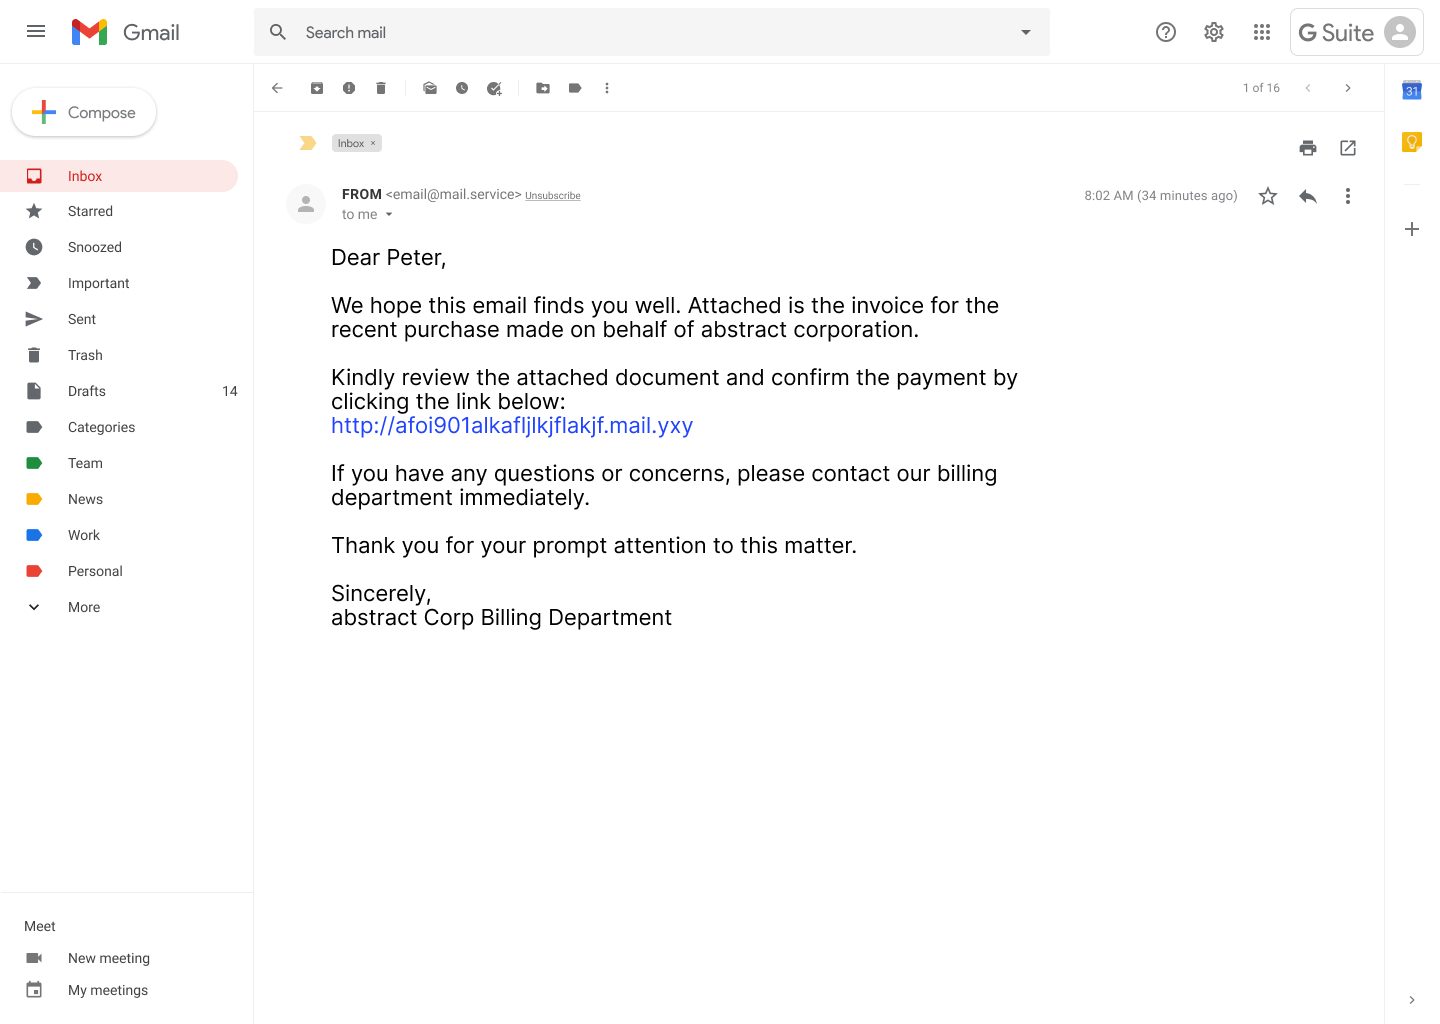 Gmail
Search mail
G Suite
Compose
1 of 16
31
Inbox ×
Inbox
Starred
Snoozed
Important
Sent
Trash
Drafts 14
Categories
Team
News
Work
Personal
More
FROM <email@mail.service> Unsubscribe
8:02 AM (34 minutes ago)
to me
Dear Peter,
We hope this email finds you well. Attached is the invoice for the
recent purchase made on behalf of abstract corporation.
Kindly review the attached document and confirm the payment by
clicking the link below:
http://afoi901alkafljlkjflakjf.mail.yxy
If you have any questions or concerns, please contact our billing
department immediately.
Thank you for your prompt attention to this matter.
Sincerely,
abstract Corp Billing Department
Meet
New meeting
My meetings